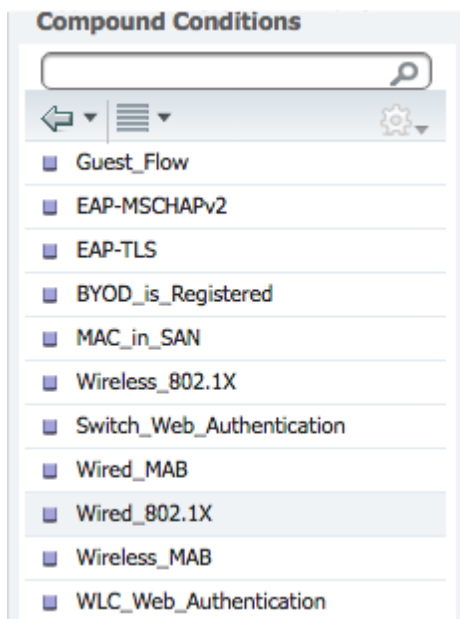 Compound Conditions
Guest_Flow
EAP-MSCHAPv2
EAP-TLS
BYOD_is_Registered
MAC_in_SAN
Wireless_802.1X
Switch_Web_Authentication
Wired_MAB
Wired_802.1X
Wireless_MAB
WLC_Web_Authentication